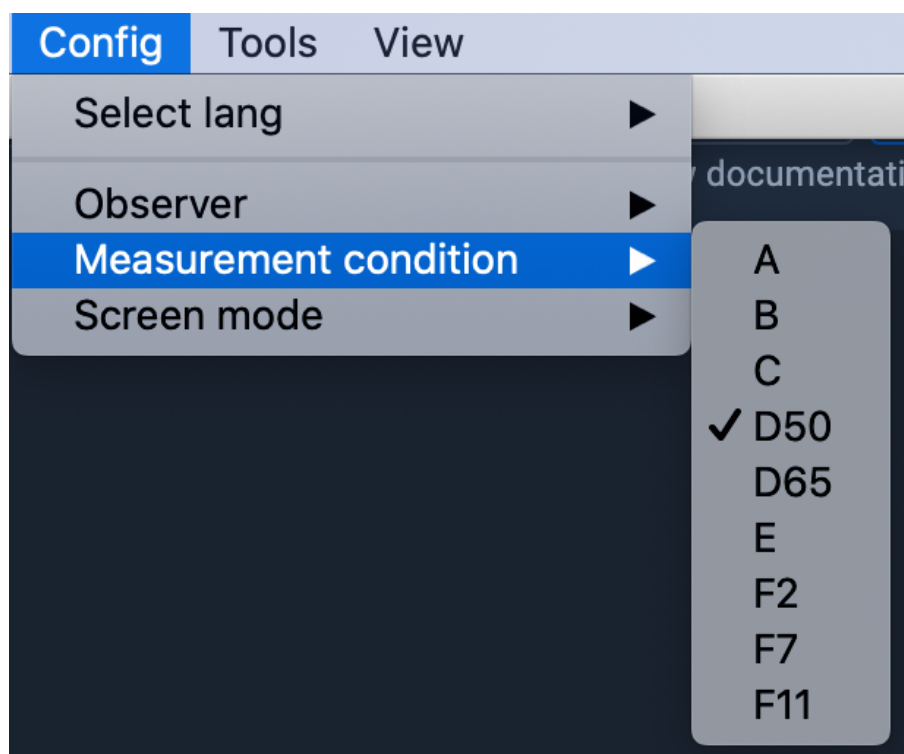 Config Tools View
Select lang
documentati
Observer
Measurement condition
Screen mode
A
B
C
D50
D65
E
F2
F7
F11